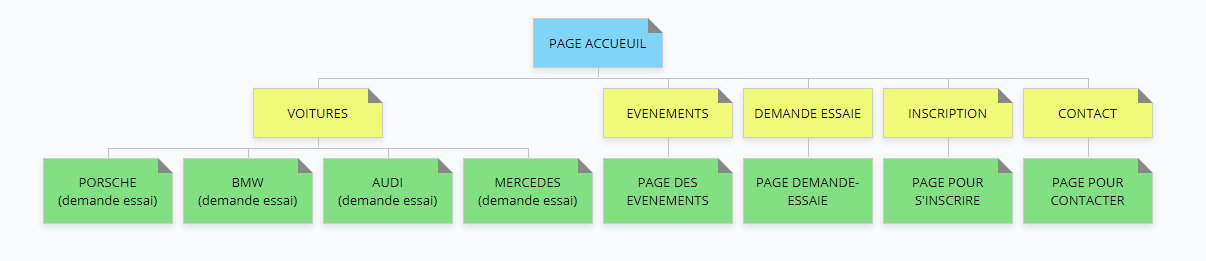 PAGE ACCUEUIL
VOITURES
EVENEMENTS
DEMANDE ESSAIE
INSCRIPTION
CONTACT
PORSCHE
(demande essai)
BMW
(demande essai)
AUDI
(demande essai)
MERCEDES
(demande essai)
PAGE DES
EVENEMENTS
PAGE DEMANDE-
ESSAIE
PAGE POUR
S'INSCRIRE
PAGE POUR
CONTACTER